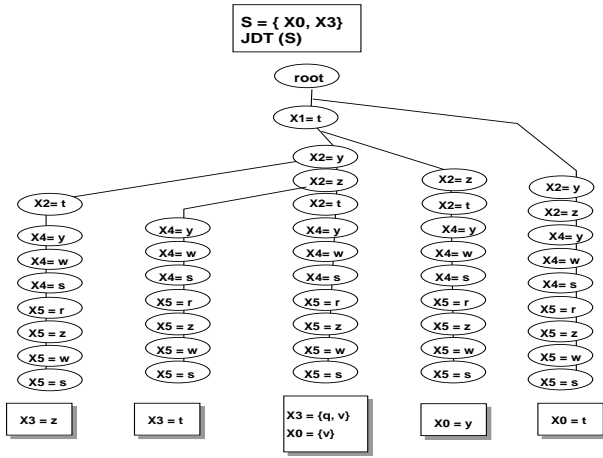 S = { X0, X3}
JDT (S)
root
X1= t
X2= y
X2= z
X2= t
X4= y
X4= w
X4= s
X5 = r
X5 = z
X5 = w
X5 = s
X2= t
X4= y
X4= w
X4= s
X5 = r
X5 = z
X5 = w
X5 = s
X3 = z
X4= y
X4= w
X4= s
X5 = r
X5 = z
X5 = w
X5 = s
X3 = t
X3 = {q, v}
X0 = {v}
X2= z
X2= t
X4= y
X4= w
X4= s
X5 = r
X5 = z
X5 = w
X5 = s
X0 = y
X2= y
X2= z
X4= y
X4= w
X4= s
X5 = r
X5 = z
X5 = w
X5 = s
X0 = t